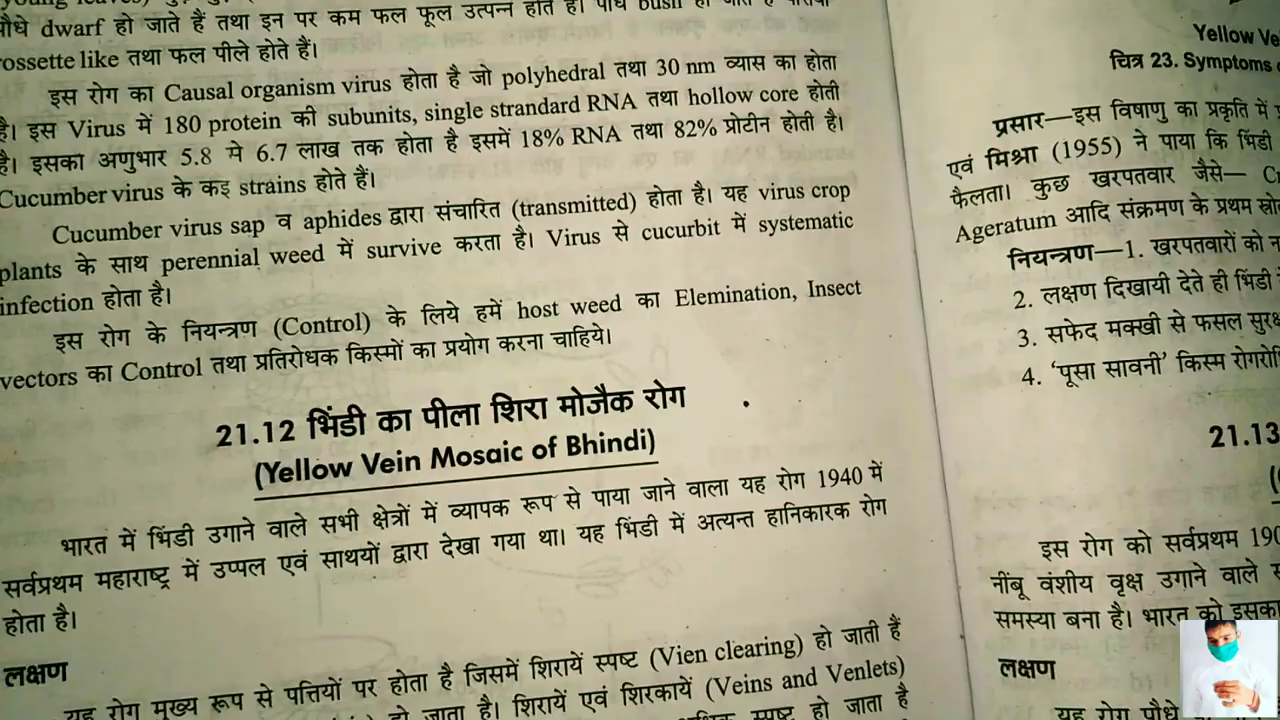 पौधे dwarf हो जाते हैं तथा इन पर कम फल फूल उत्पन्न होते हैं। पौधे bush हो जाते हैं
rossette like तथा फल पीले होते हैं।
इस रोग का Causal organism virus होता है जो polyhedral तथा 30 nm व्यास का होता
है। इस Virus में 180 protein की subunits, single strandard RNA तथा hollow core होती
है। इसका अणुभार 5.8 मे 6.7 लाख तक होता है इसमें 18% RNA तथा 82% प्रोटीन होती है।
Cucumber virus के कइ strains होते हैं।
Cucumber virus sap व aphides द्वारा संचारित (transmitted) होता है। यह virus crop
plants के साथ perennial weed में survive करता है। Virus से cucurbit में systematic
infection होता है।
इस रोग के नियन्त्रण (Control) के लिये हमें host weed का Elemination, Insect
vectors का Control तथा प्रतिरोधक किस्मों का प्रयोग करना चाहिये।
21.12 भिंडी का पीला शिरा मोजैक रोग
(Yellow Vein Mosaic of Bhindi)
भारत में भिंडी उगाने वाले सभी क्षेत्रों में व्यापक रूप से पाया जाने वाला यह रोग 1940 में
सर्वप्रथम महाराष्ट्र में उप्पल एवं साथयों द्वारा देखा गया था। यह भिंडी में अत्यन्त हानिकारक रोग
होता है।
लक्षण
यह रोग मुख्य रूप से पत्तियों पर होता है जिसमें शिरायें स्पष्ट (Vien clearing) हो जाती हैं
हो जाता है। शिरायें एवं शिरकायें (Veins and Venlets)
स्पष्ट हो जाता है
Yellow Ve
चित्र 23. Symptoms
प्रसार—इस विषाणु का प्रकृति में
एवं मिश्रा (1955) ने पाया कि भिंडी
फैलता। कुछ खरपतवार जैसे—
Ageratum आदि संक्रमण के प्रथम स्रोत
नियन्त्रण—1. खरपतवारों को
2. लक्षण दिखायी देते ही भिंडी
3. सफेद मक्खी से फसल
4. ‘पूसा सावनी’ किस्म
21.13
इस रोग को सर्वप्रथम 190
नींबू वंशीय वृक्ष उगाने वाले
समस्या बना है। भारत को इसका
लक्षण
यह रोग पौधे